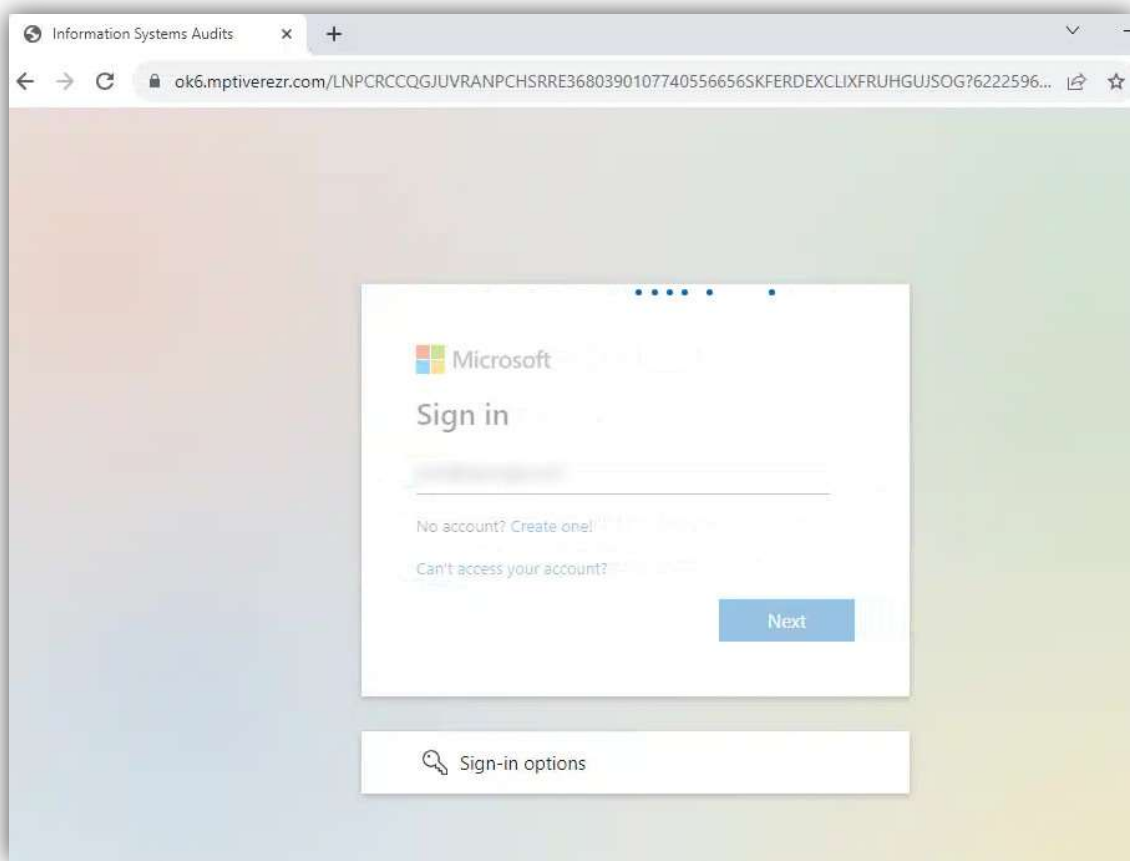 Information Systems Audits
ok6.mptiverezr.com/LNPCRCCQGJUVRANPCHSRRE3680390107740556656SKFERDEXCLIXFRUHGUJSOG?6222596...
Microsoft
Sign in
No account? Create one!
Can't access your account?
Next
Sign-in options